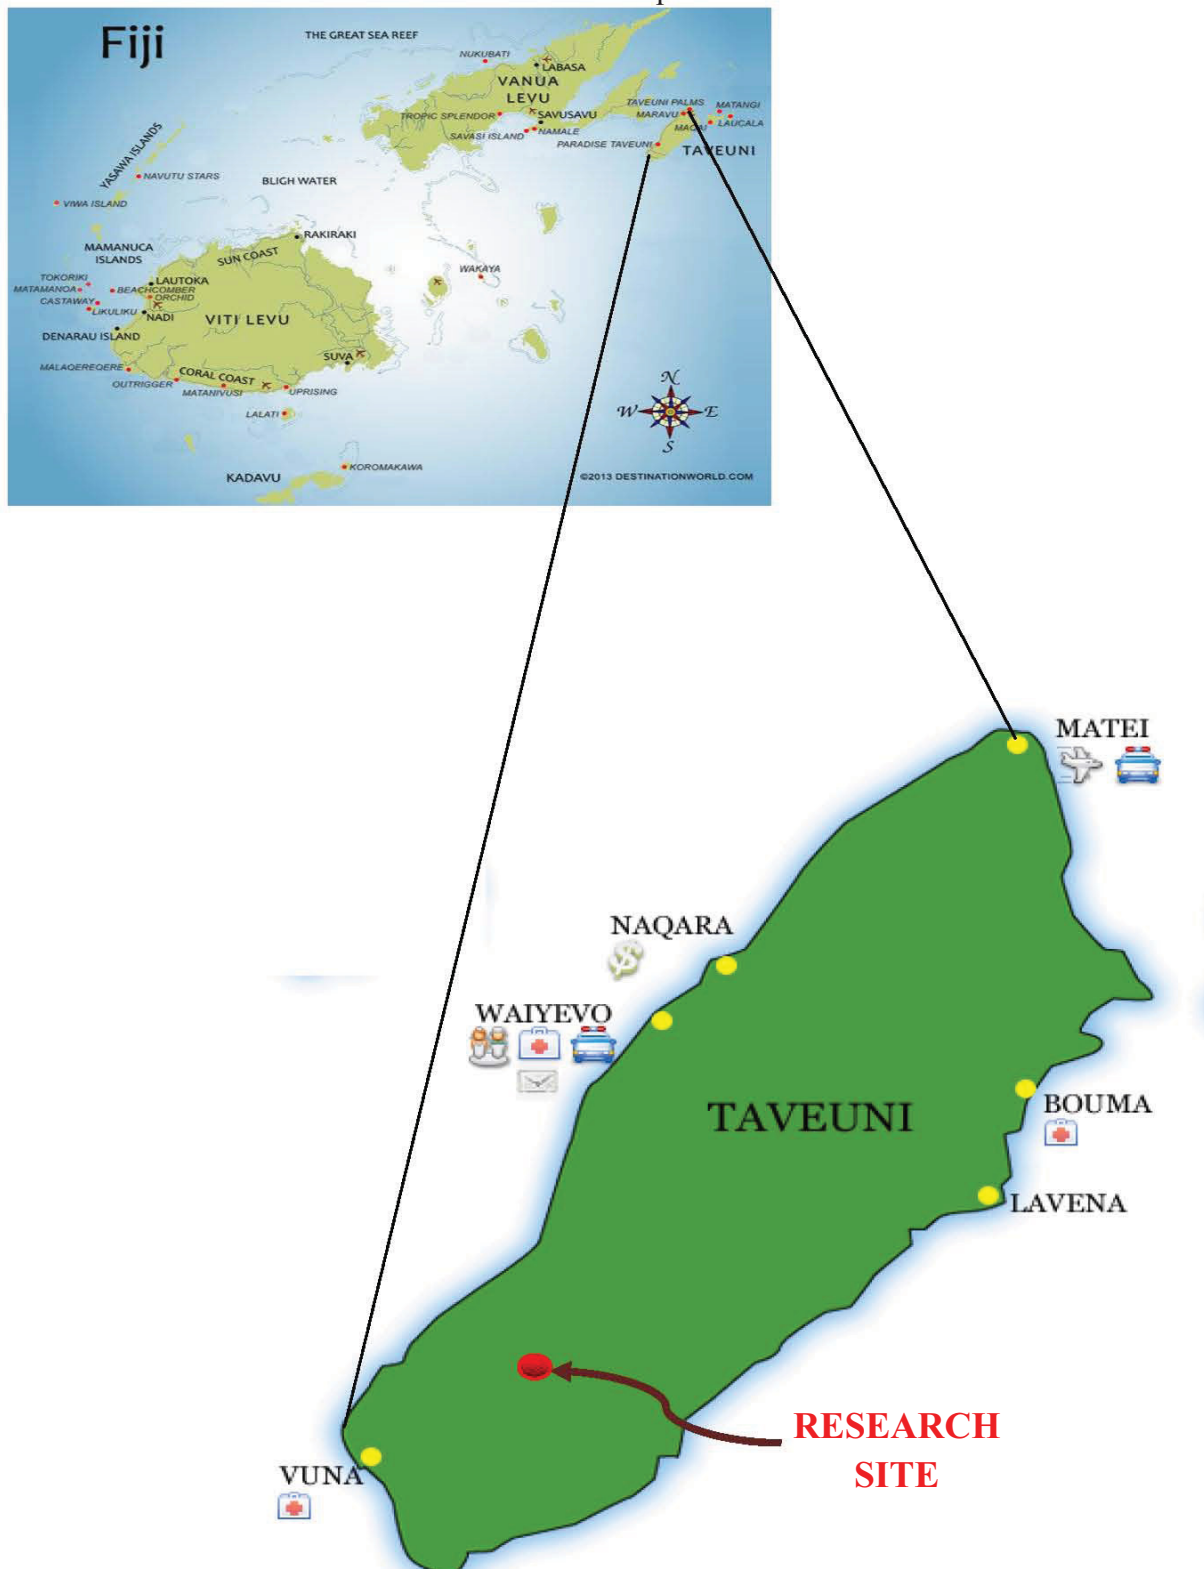 Fiji
THE GREAT SEA REEF
NUKUBATI
LABASA
VANUA
LEVU
TROPIC SPLENDOR
SAVUSAVU
SAVASI ISLAND
NAMALE
TAVEUNI PALMS
MATANGI
MARAVU
LAUCALA
MAQAI
PARADISE TAVEUNI
TAVEUNI
YASAWA ISLANDS
NAVUTU STARS
BLIGH WATER
VIWA ISLAND
RAKIRAKI
MAMANUCA
ISLANDS
SUN COAST
TOKORIKI
LAUTOKA
MATAMANOA
BEACHCOMBER
ORCHID
CASTAWAY
LIKULIKU
NADI
WAKAYA
VITI LEVU
DENARAU ISLAND
SUVA
MALAQEREQERE
CORAL COAST
OUTRIGGER
MATANIVUSI
UPRISING
LALATI
N
W
E
S
KOROMAKAWA
KADAVU
©2013 DESTINATIONWORLD.COM
MATEI
NAQARA
$
WAIYEVO
TAVEUNI
BOUMA
LAVENA
RESEARCH
SITE
VUNA